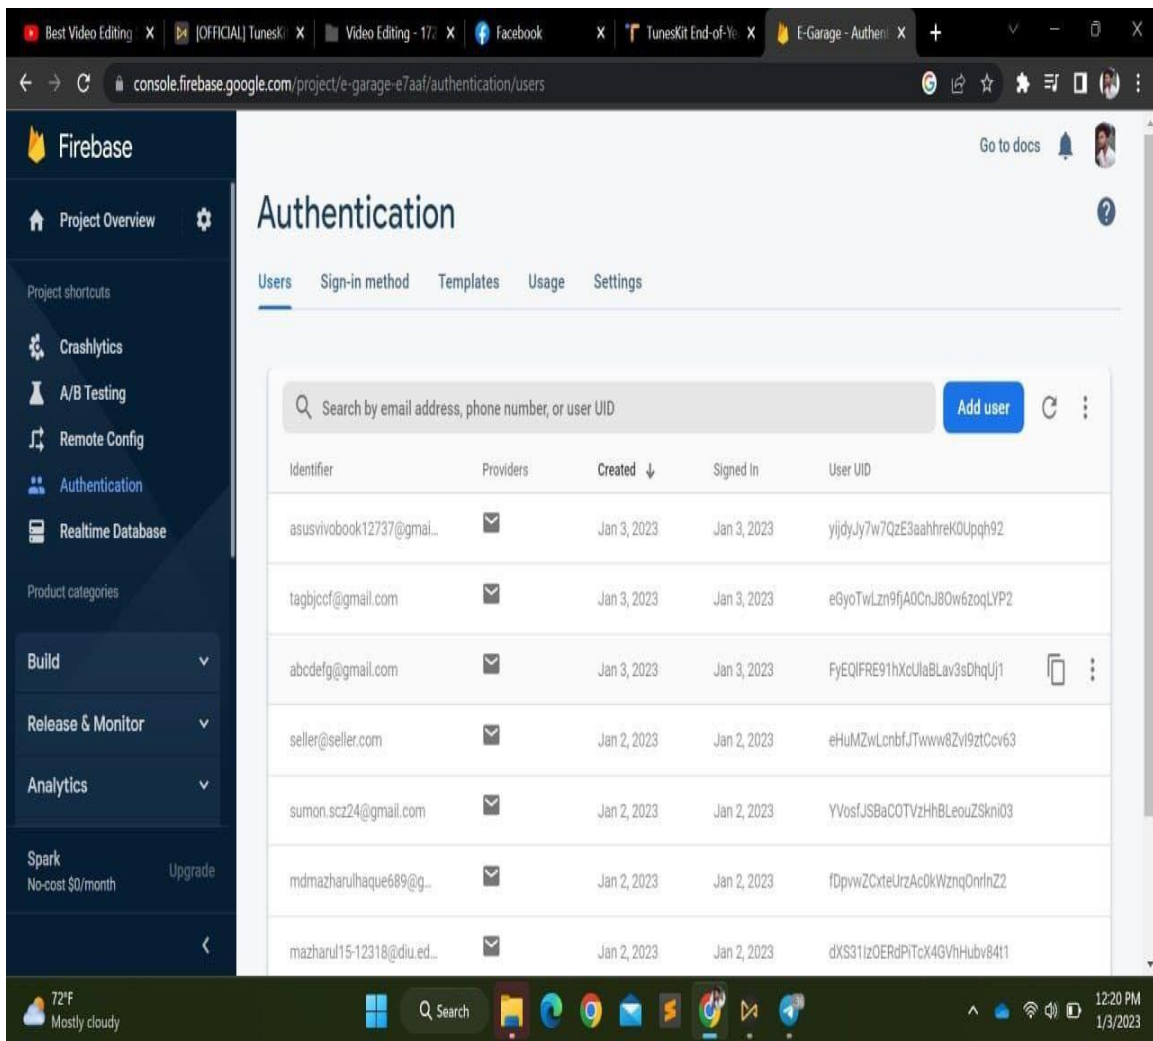 Best Video Editing
[OFFICIAL] TunesKi
Video Editing - 172
Facebook
TunesKit End-of-Ye
E-Garage - Authent
console.firebase.google.com/project/e-garage-e7aaf/authentication/users
Firebase
Go to docs
Project Overview
Authentication
Users Sign-in method Templates Usage Settings
Project shortcuts
Crashlytics
A/B Testing
Remote Config
Authentication
Realtime Database
Product categories
Build
Release & Monitor
Analytics
Spark
No-cost $0/month
Upgrade
Search by email address, phone number, or user UID
Add user
Identifier Providers Created Signed In User UID
asusvivobook12737@gmai... Jan 3, 2023 Jan 3, 2023 yijdyJy7w7QzE3aahhreK0Upqh92
tagbjccf@gmail.com Jan 3, 2023 Jan 3, 2023 eGyoTwLzn9fjA0CnJ8Ow6zoqLYP2
abcdefg@gmail.com Jan 3, 2023 Jan 3, 2023 FyEQlFRE91hXcUlaBLav3sDhqUj1
seller@seller.com Jan 2, 2023 Jan 2, 2023 eHuMZwLcnbfJTwww8Zvl9ztCcv63
sumon.scz24@gmail.com Jan 2, 2023 Jan 2, 2023 YVosfJSBaCOTVzHhBLeouZSkni03
mdmazharulhaque689@g... Jan 2, 2023 Jan 2, 2023 fDpvwZCxteUrzAc0kWznqOnrlnZ2
mazharul15-12318@diu.ed... Jan 2, 2023 Jan 2, 2023 dXS31IzOERdPiTcX4GVhHubv84t1
72°F
Mostly cloudy
Search
12:20 PM
1/3/2023